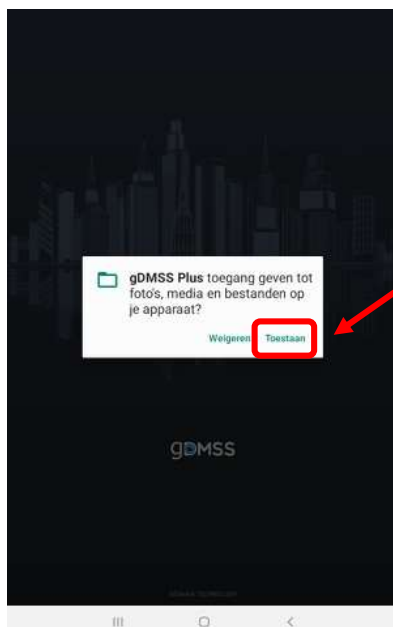 gDMSS Plus toegang geven tot
foto's, media en bestanden op
je apparaat?
Weigeren Toestaan
gDMSS